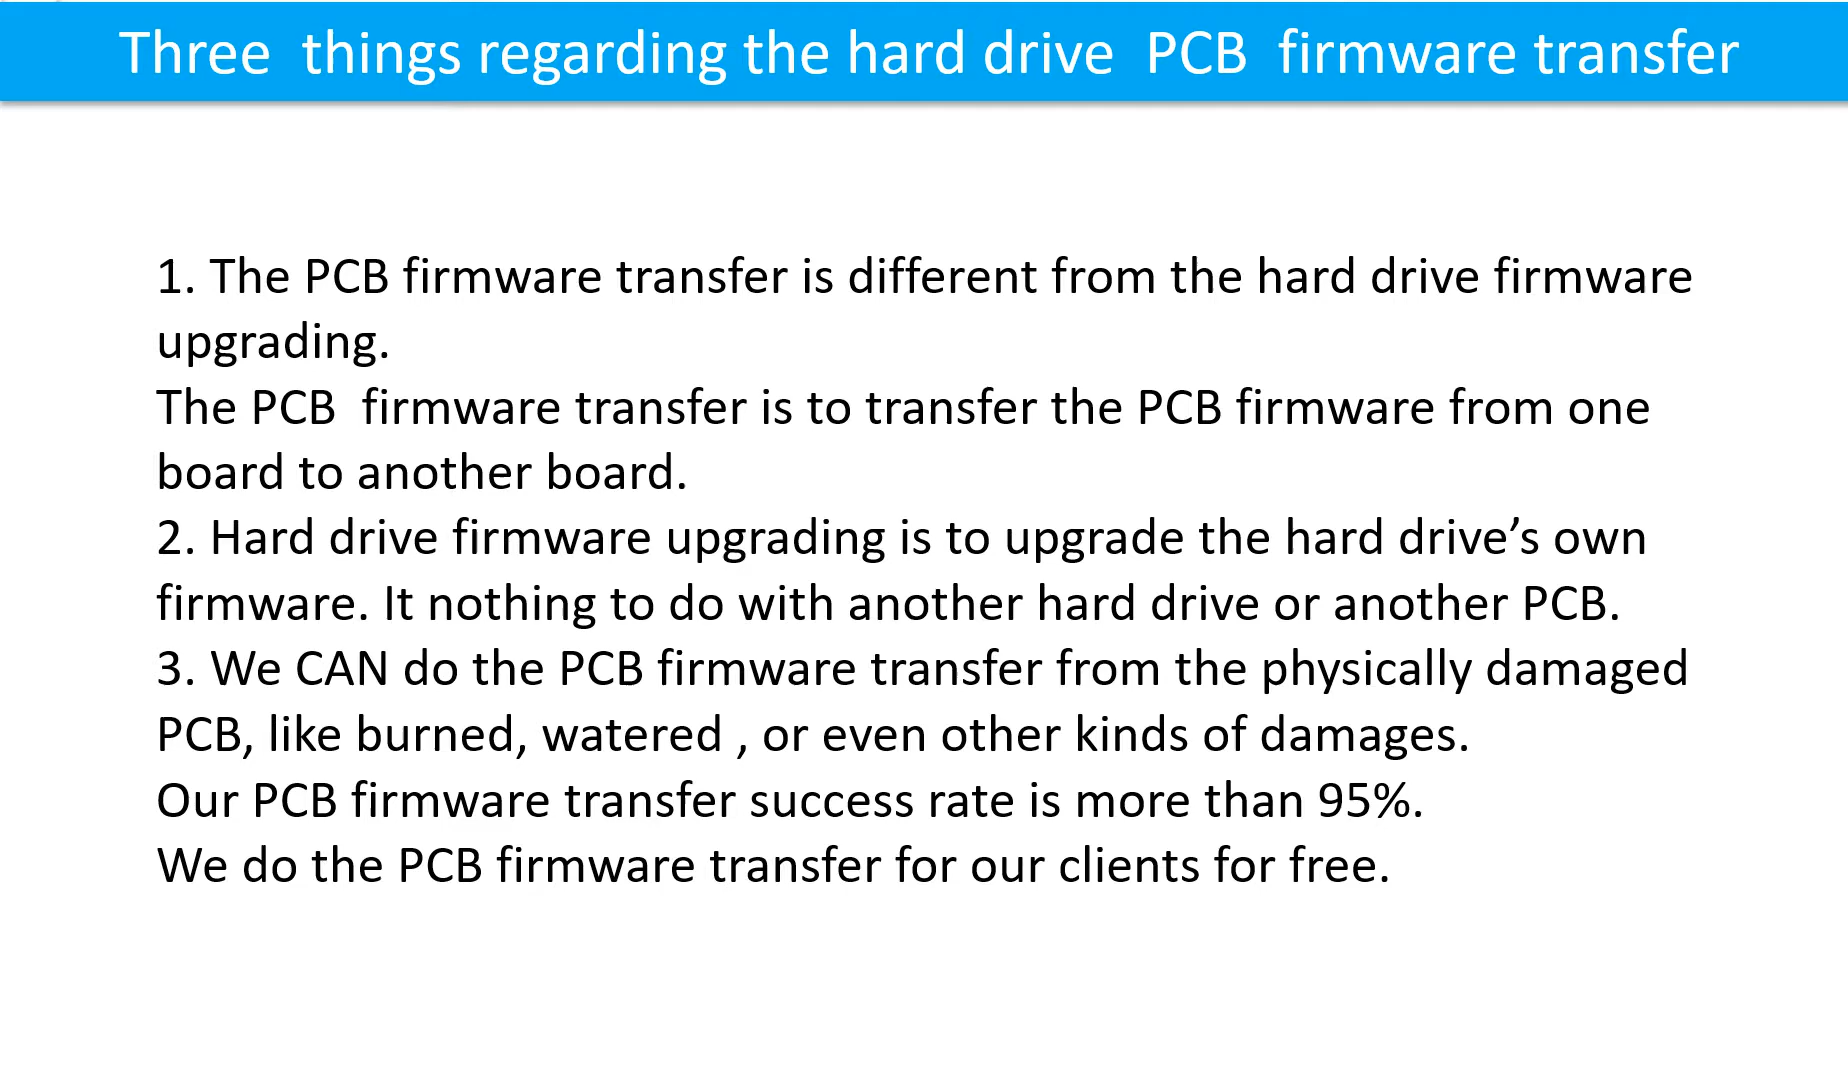 Three  things regarding the hard drive  PCB  firmware transfer
1. The PCB firmware transfer is different from the hard drive firmware
upgrading.
The PCB  firmware transfer is to transfer the PCB firmware from one
board to another board.
2. Hard drive firmware upgrading is to upgrade the hard drive’s own
firmware. It nothing to do with another hard drive or another PCB.
3. We CAN do the PCB firmware transfer from the physically damaged
PCB, like burned, watered , or even other kinds of damages.
Our PCB firmware transfer success rate is more than 95%.
We do the PCB firmware transfer for our clients for free.